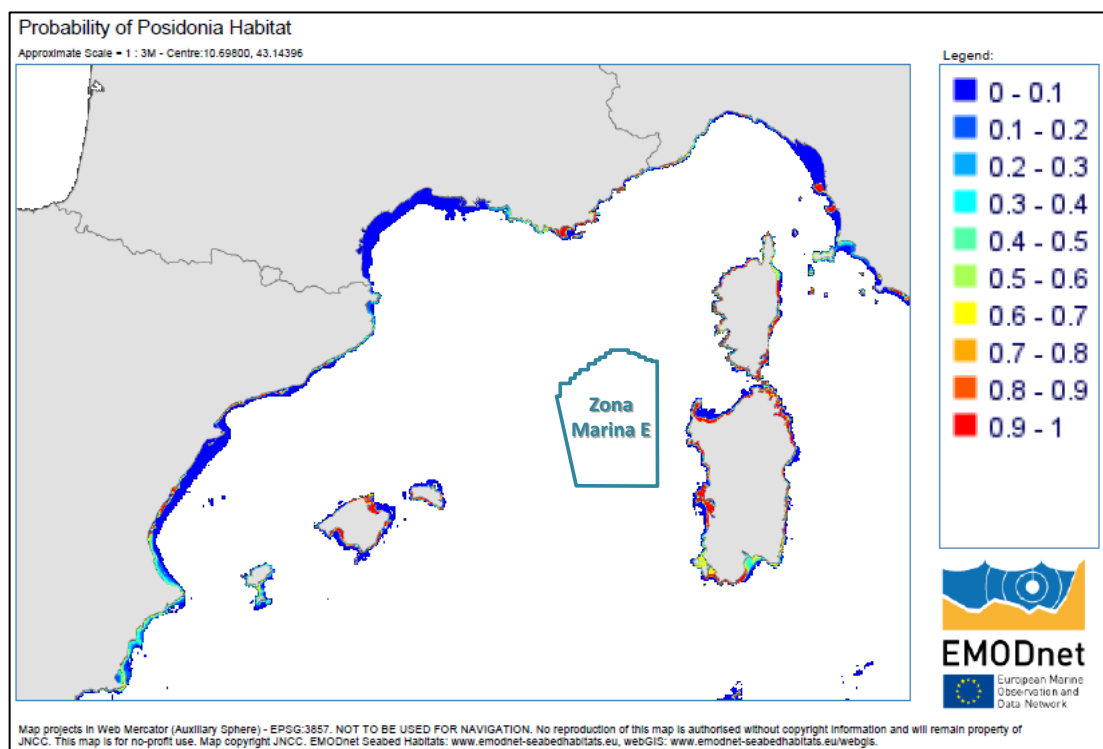 Probability of Posidonia Habitat
Approximate Scale = 1 : 3M - Centre:10.69800, 43.14396
Legend:
0 - 0.1
0.1 - 0.2
0.2 - 0.3
0.3 - 0.4
0.4 - 0.5
0.5 - 0.6
0.6 - 0.7
0.7 - 0.8
0.8 - 0.9
0.9 - 1
Zona
Marina E
EMODnet
European Marine
Observation and
Data Network
Map projects in Web Mercator (Auxiliary Sphere) - EPSG:3857. NOT TO BE USED FOR NAVIGATION. No reproduction of this map is authorised without copyright information and will remain property of
JNCC. This map is for no-profit use. Map copyright JNCC. EMODnet Seabed Habitats: www.emodnet-seabedhabitats.eu, webGIS: www.emodnet-seabedhabitats.eu/webgis.